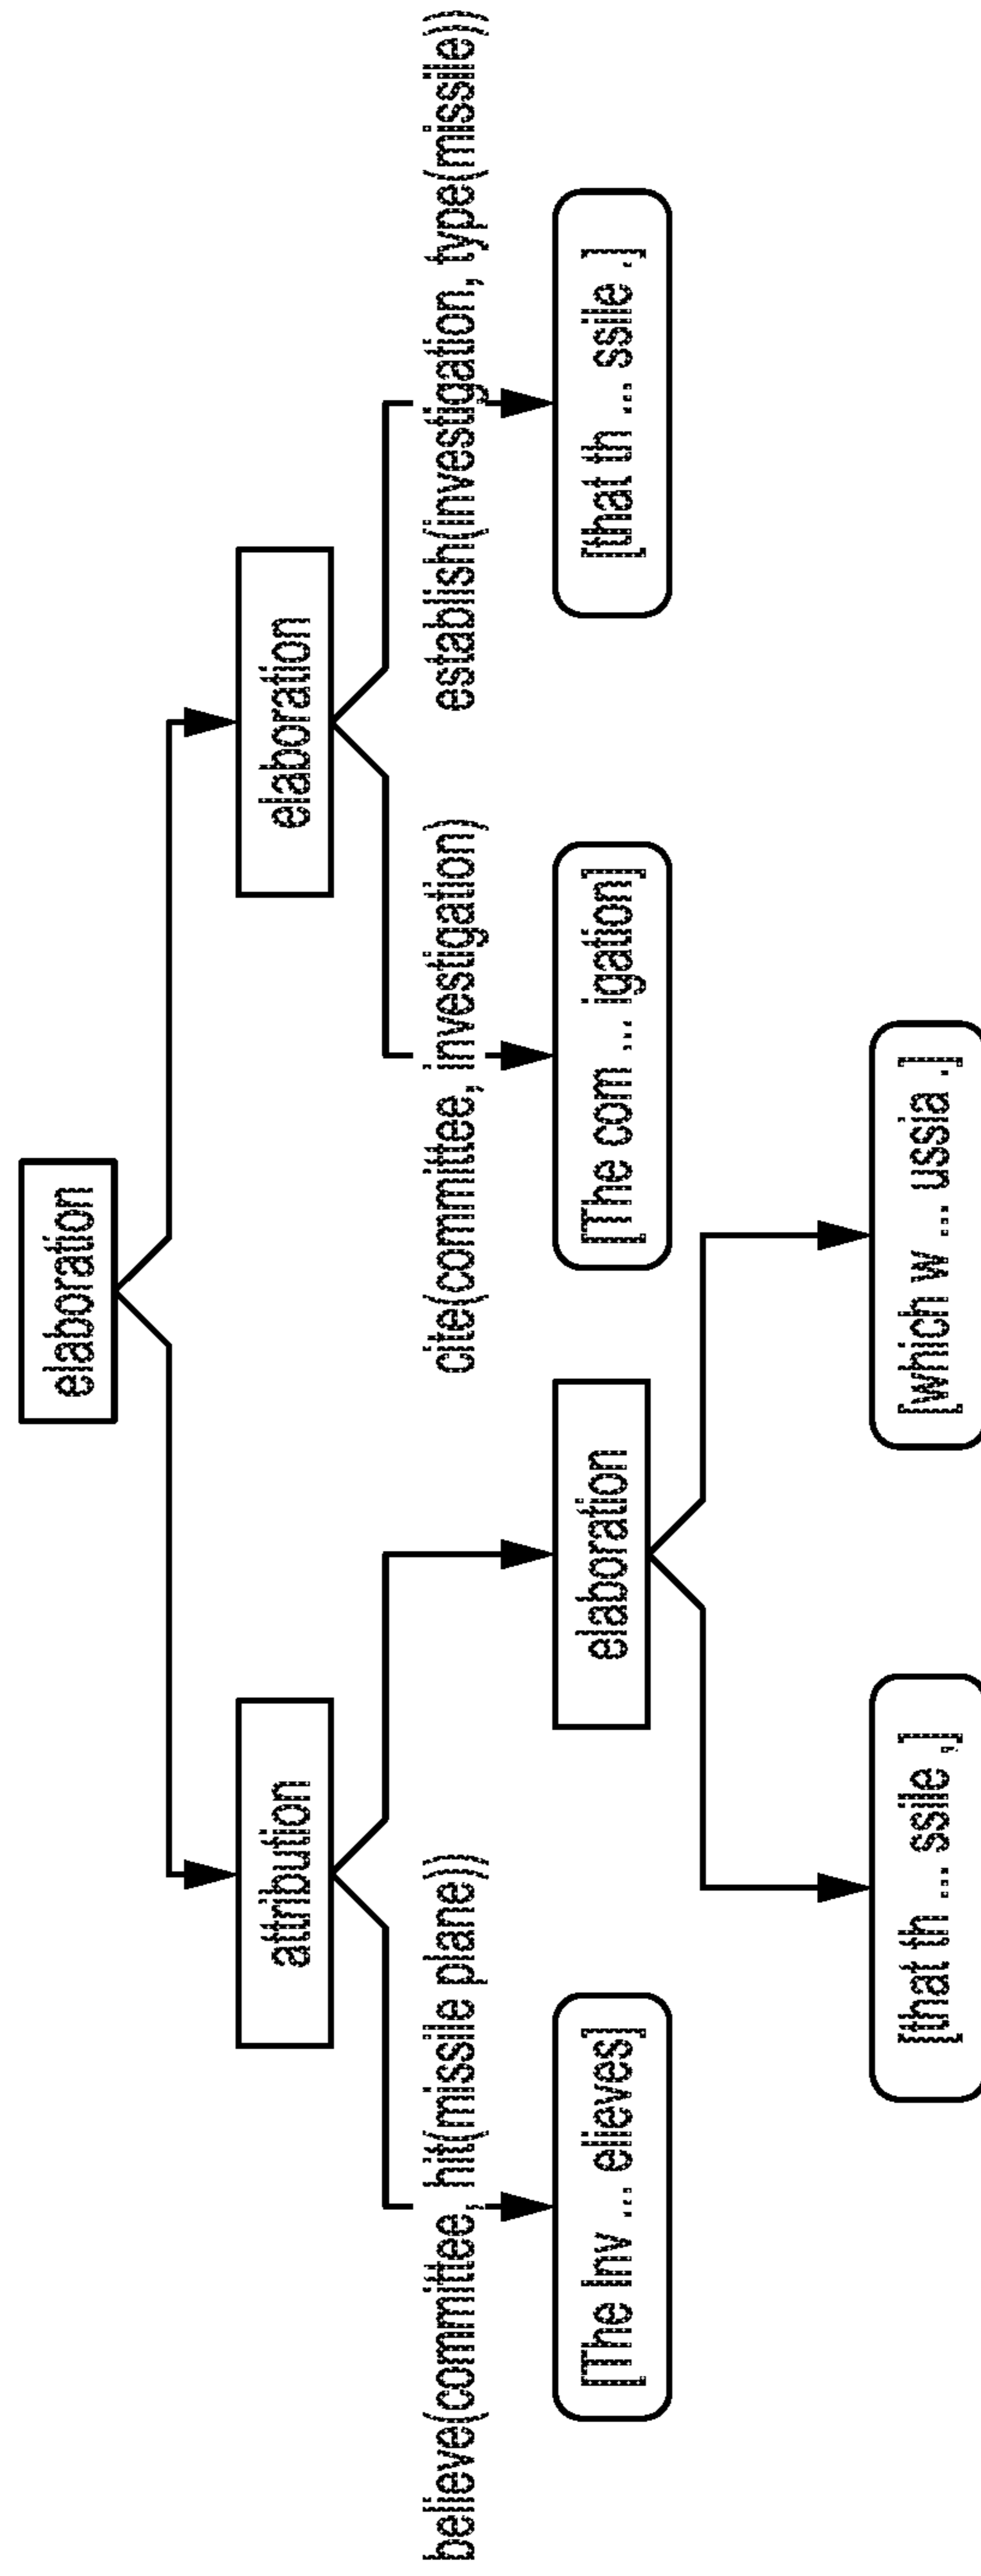 elaboration
attribution
elaboration
believe(committee, hit(missile plane))
cite(committee, investigation)
establish(investigation, type(missile))
[The Inv ... elieves]
elaboration
[The com ... igation]
[that th ... ssile .]
[that th ... ssile ,]
[which w ... ussia .]